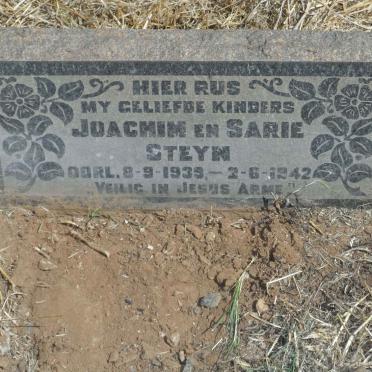 HIER RUS
MY GELIEFDE KINDERS
JOACHIM EN SARIE
STEYN
OORL. 8-9-1939,—2-6-1942
"VEILIG IN JESUS ARME"